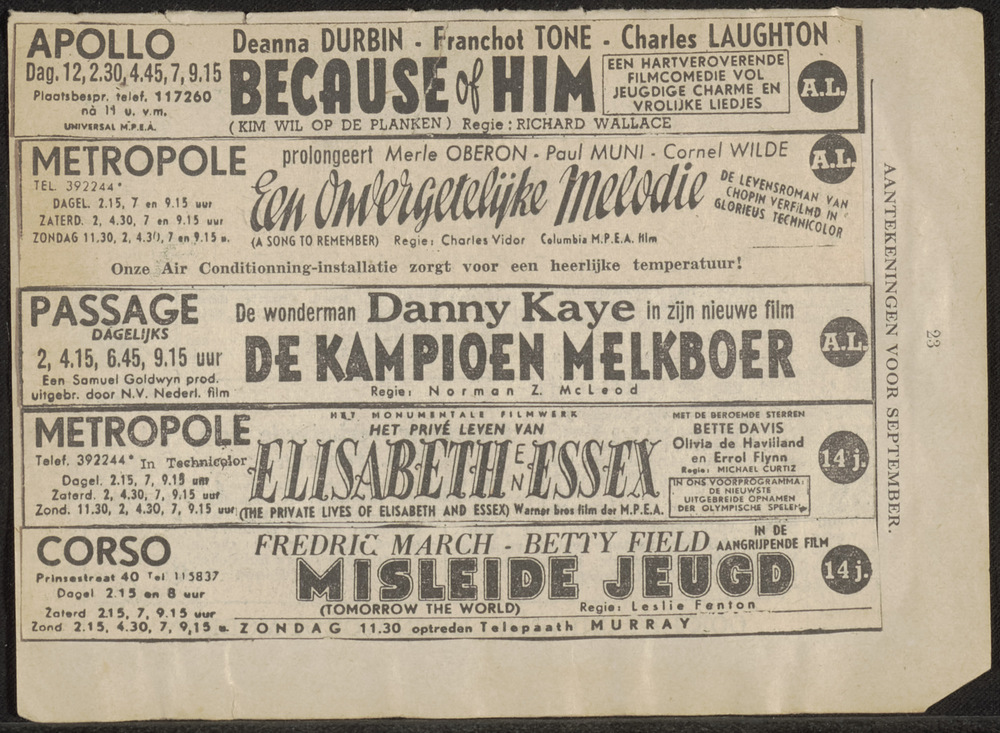 APOLLO
Dag. 12, 2.30, 4.45, 7, 9.15
Plaatsbespr. telef. 117260
nà 11 u. v.m.
UNIVERSAL M.P.E.A.
Deanna DURBIN - Franchot TONE - Charles LAUGHTON
BECAUSE of HIM
EEN HARTVEROVERENDE
FILMCOMEDIE VOL
JEUGDIGE CHARME EN
VROLIJKE LIEDJES
A.L.
(KIM WIL OP DE PLANKEN) Regie: RICHARD WALLACE
METROPOLE
TEL. 392244*
DAGEL. 2.15, 7 en 9.15 uur
ZATERD. 2, 4.30, 7 en 9.15 uur
ZONDAG 11.30, 2, 4.30, 7 en 9.15 u.
prolongeert Merle OBERON - Paul MUNI - Cornel WILDE
A.L.
Een Onvergetelijke Melodie
DE LEVENSROMAN VAN
CHOPIN VERFILMD IN
GLORIEUS TECHNICOLOR
(A SONG TO REMEMBER) Regie: Charles Vidor Columbia M.P.E.A. film
Onze Air Conditionning-installatie zorgt voor een heerlijke temperatuur!
PASSAGE
DAGELIJKS
2, 4.15, 6.45, 9.15 uur
Een Samuel Goldwyn prod.
uitgebr. door N.V. Nederl. film
De wonderman Danny Kaye in zijn nieuwe film
DE KAMPIOEN MELKBOER
A.L.
Regie: Norman Z. McLeod
METROPOLE
Telef. 392244* In Technicolor
Dagel. 2.15, 7, 9.15 uur
Zaterd. 2, 4.30, 7, 9.15 uur
Zond. 11.30, 2, 4.30, 7, 9.15 uur
HET MONUMENTALE FILMWERK
HET PRIVÉ LEVEN VAN
ELISABETH EN ESSEX
(THE PRIVATE LIVES OF ELISABETH AND ESSEX) Warner bros film der M.P.E.A.
MET DE BEROEMDE STERREN
BETTE DAVIS
Olivia de Havilland
en Errol Flynn
Regie: MICHAEL CURTIZ
IN ONS VOORPROGRAMMA:
DE NIEUWSTE
UITGEBREIDE OPNAMEN
DER OLYMPISCHE SPELEN
14 j.
CORSO
Prinsestraat 40 Tel 115837
Dagel 2.15 en 8 uur
Zaterd 2.15, 7, 9.15 uur
Zond 2.15, 4.30, 7, 9,15 u.
FREDRIC MARCH - BETTY FIELD IN DE
AANGRIJPENDE FILM
MISLEIDE JEUGD
14 j.
(TOMORROW THE WORLD) Regie: Leslie Fenton
ZONDAG 11.30 optreden Telepaath MURRAY
23
AANTEKENINGEN VOOR SEPTEMBER.